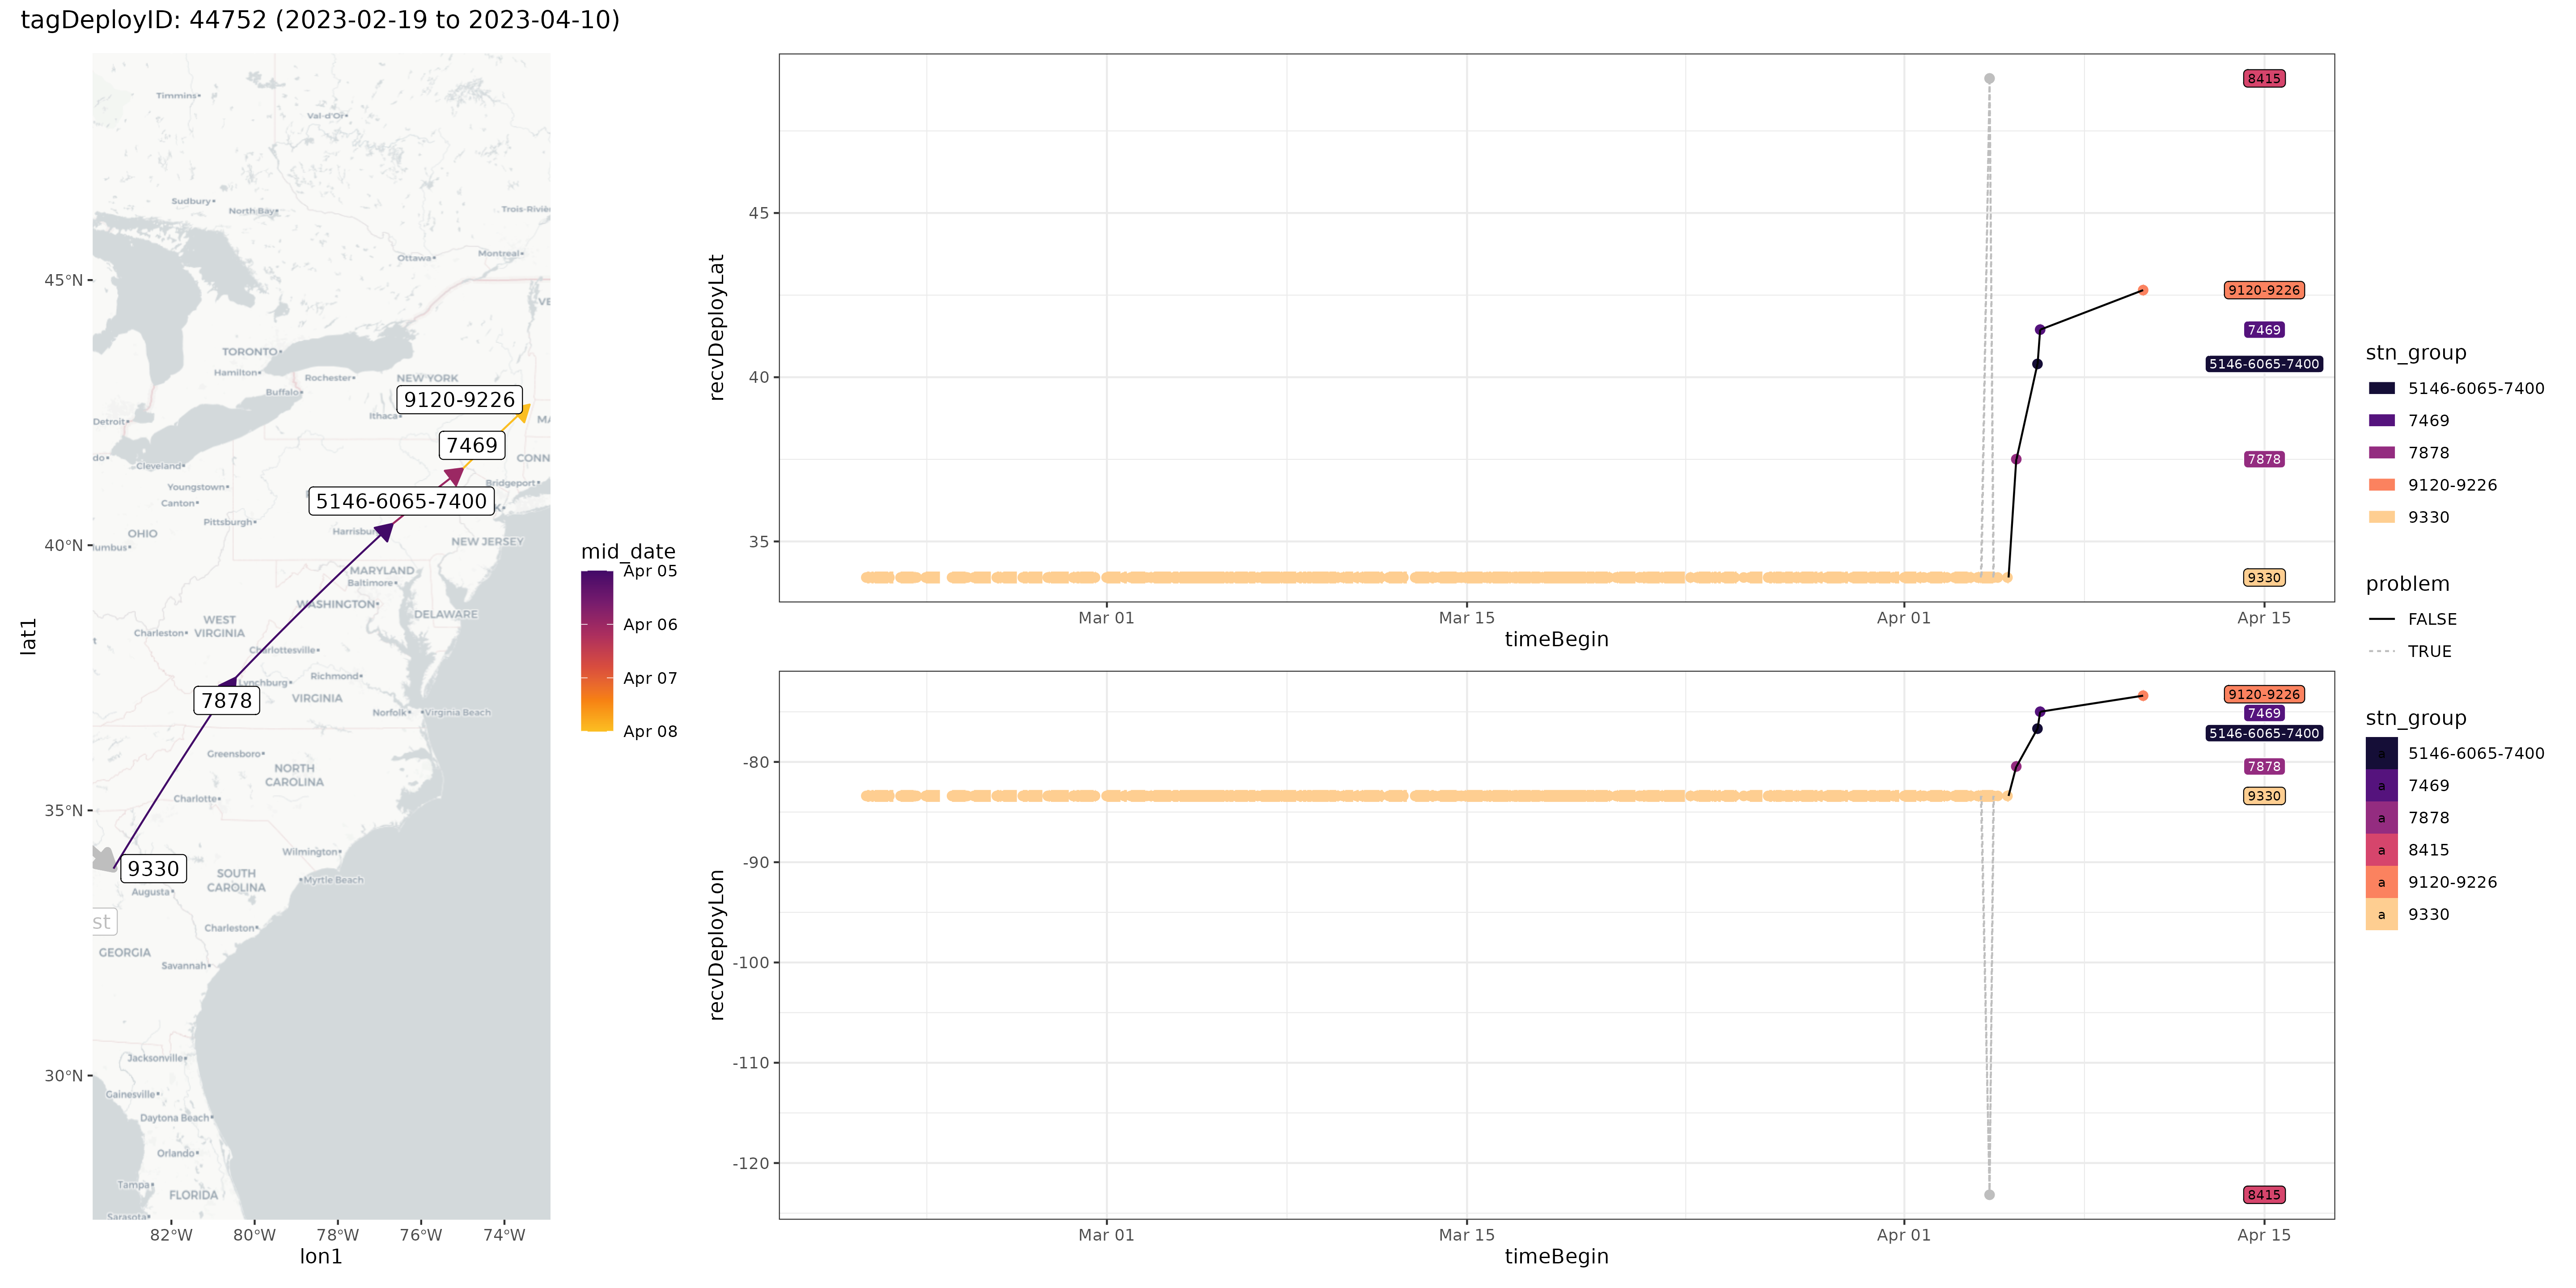 tagDeployID: 44752 (2023-02-19 to 2023-04-10)
lat1
45°N
40°N
35°N
30°N
82°W
80°W
78°W
76°W
74°W
lon1
Timmins
Val-d'Or
Sudbury
North Bay
Trois-Riviè
Ottawa
Montreal
VE
TORONTO
Hamilton
Rochester
NEW YORK
Buffalo
9120-9226
Ithaca
MA
Detroit
7469
do
Cleveland
CONN
Youngstown
Bridgeport
Canton
5146-6065-7400
K
Pittsburgh
OHIO
Harrisbu
umbus
NEW JERSEY
MARYLAND
Baltimore
WASHINGTON
DELAWARE
WEST
VIRGINIA
Charleston
Charlottesville
t
Lynchburg
Richmond
7878
VIRGINIA
Norfolk
Virginia Beach
Greensboro
NORTH
CAROLINA
Charlotte
Wilmington
9330
SOUTH
CAROLINA
Myrtle Beach
Augusta
st
Charleston
GEORGIA
Savannah
Jacksonville
Gainesville
Daytona Beach
Orlando
Tampa
FLORIDA
Sarasota
mid_date
Apr 05
Apr 06
Apr 07
Apr 08
recvDeployLat
45
40
35
8415
9120-9226
7469
5146-6065-7400
7878
9330
Mar 01
Mar 15
Apr 01
Apr 15
timeBegin
recvDeployLon
-80
-90
-100
-110
-120
9120-9226
7469
5146-6065-7400
7878
9330
8415
Mar 01
Mar 15
Apr 01
Apr 15
timeBegin
stn_group
5146-6065-7400
7469
7878
9120-9226
9330
problem
FALSE
TRUE
stn_group
a 5146-6065-7400
a 7469
a 7878
a 8415
a 9120-9226
a 9330